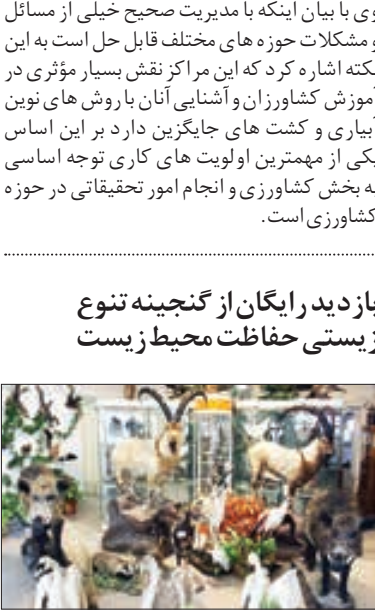 وی با بیان اینکه با مدیریت صحیح خیلی از مسائل
و مشکلات حوزه های مختلف قابل حل است به این
نکته اشاره کرد که این مراکز نقش بسیار مؤثری در
آموزش کشاورزان و آشنایی آنان با روش های نوین
آبیاری و کشت های جایگزین دارد بر این اساس
یکی از مهمترین اولویت های کاری توجه اساسی
به بخش کشاورزی و انجام امور تحقیقاتی در حوزه
کشاورزی است.
بازدید رایگان از گنجینه تنوع
زیستی حفاظت محیط زیست